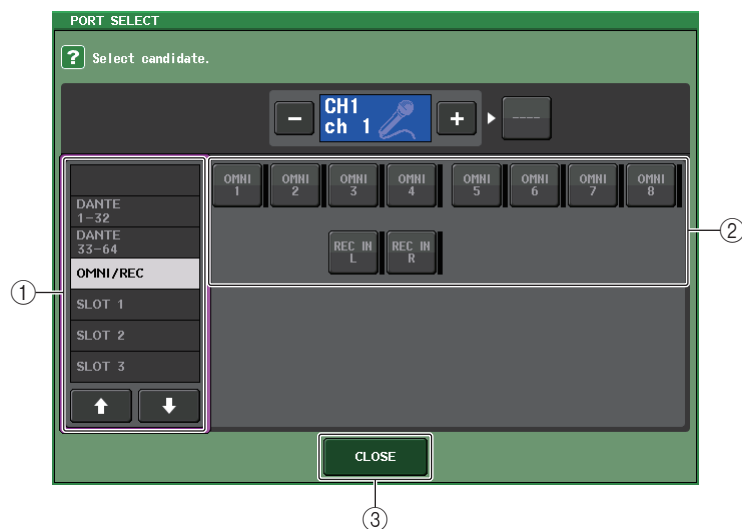 PORT SELECT
? Select candidate.
−
CH1
ch 1
+
----
OMNI
1
OMNI
2
OMNI
3
OMNI
4
OMNI
5
OMNI
6
OMNI
7
OMNI
8
REC IN
L
REC IN
R
②
DANTE
1-32
DANTE
33-64
OMNI/REC
SLOT 1
SLOT 2
SLOT 3
①
CLOSE
③